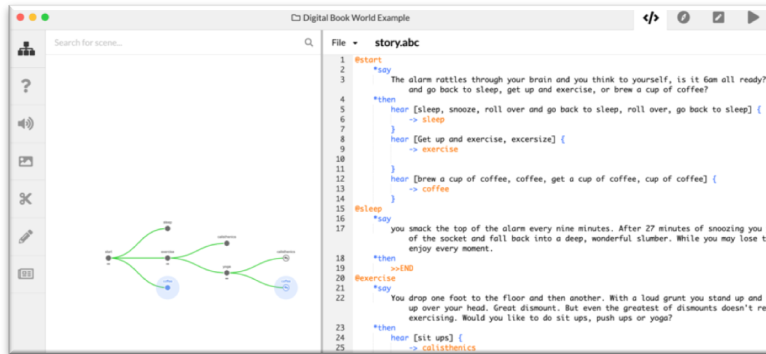 Digital Book World Example
</>
Search for scene...
File
story.abc
1 @start
2 *say
3 The alarm rattles through your brain and you think to yourself, is it 6am all ready?
and go back to sleep, get up and exercise, or brew a cup of coffee?
4 *then
5 hear [sleep, snooze, roll over and go back to sleep, roll over, go back to sleep] {
6 -> sleep
7 }
8 hear [Get up and exercise, excersize] {
9 -> exercise
10
11 }
12 hear [brew a cup of coffee, coffee, get a cup of coffee, cup of coffee] {
13 -> coffee
14 }
15 @sleep
16 *say
17 you smack the top of the alarm every nine minutes. After 27 minutes of snoozing you
of the socket and fall back into a deep, wonderful slumber. While you may lose t
enjoy every moment.
18 *then
19 >>END
20 @exercise
21 *say
22 You drop one foot to the floor and then another. With a loud grunt you stand up and
up over your head. Great dismount. But even the greatest of dismounts doesn't re
exercising. Would you like to do sit ups, push ups or yoga?
23 *then
24 hear [sit ups] {
25 -> calisthenics
start
sleep
exercise
calisthenics
calisthenics